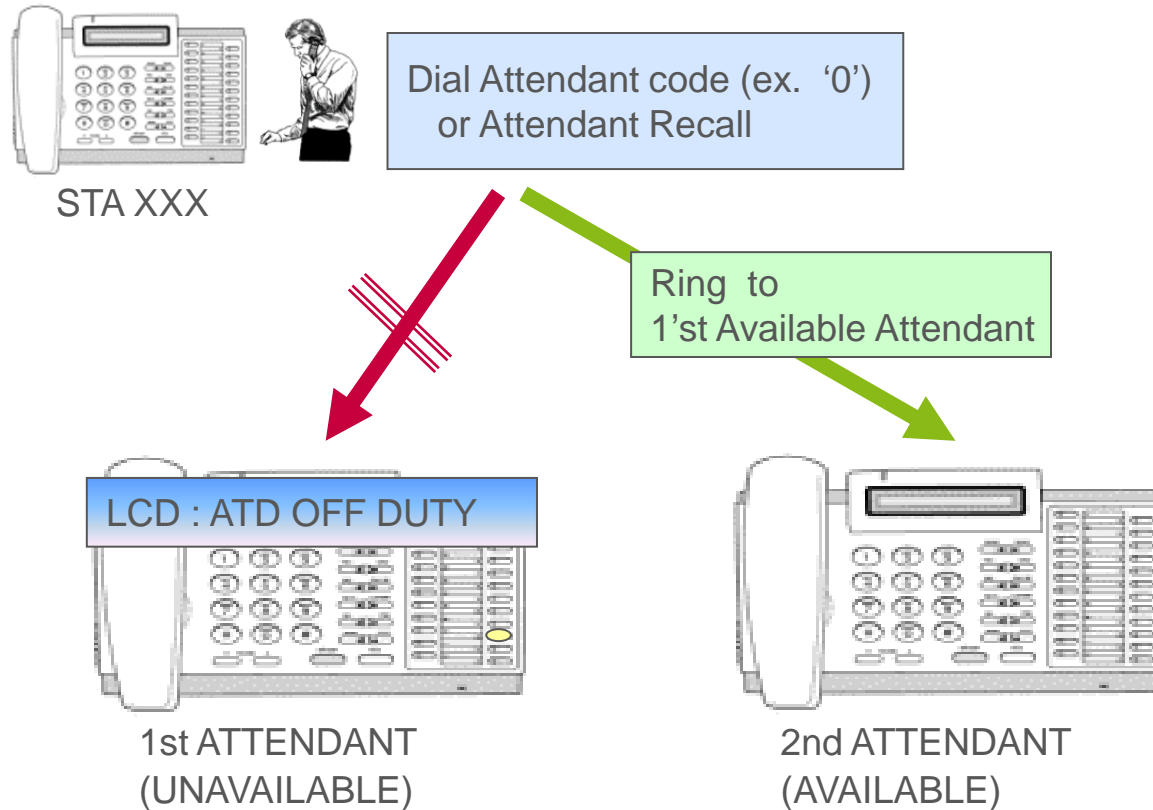 Dial Attendant code (ex. ‘0’)
or Attendant Recall
STA XXX
Ring to
1’st Available Attendant
LCD : ATD OFF DUTY
1st ATTENDANT
(UNAVAILABLE)
2nd ATTENDANT
(AVAILABLE)